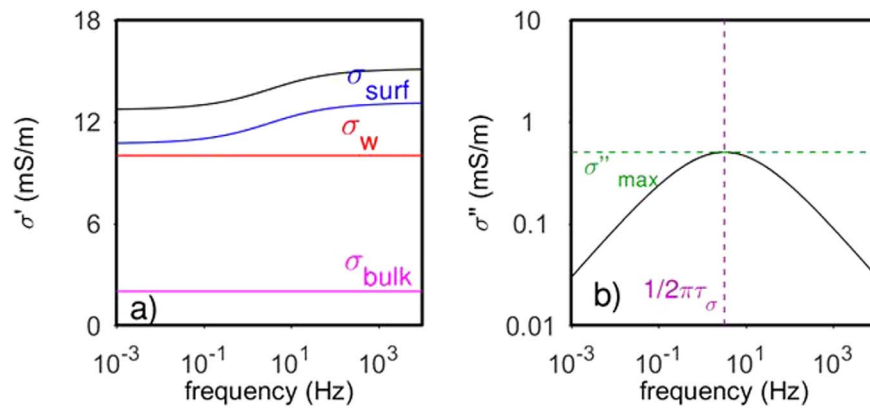 18
12
6
0
σ' (mS/m)
σsurf
σw
σbulk
a)
10⁻³ 10⁻¹ 10¹ 10³
frequency (Hz)
10
1
0.1
0.01
σ" (mS/m)
σ"max
1/2πτσ
b)
10⁻³ 10⁻¹ 10¹ 10³
frequency (Hz)